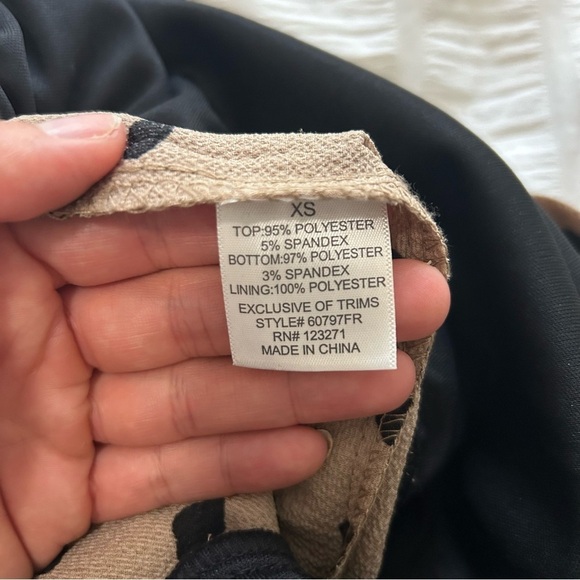 XS
TOP:95% POLYESTER
5% SPANDEX
BOTTOM:97% POLYESTER
3% SPANDEX
LINING:100% POLYESTER
EXCLUSIVE OF TRIMS
STYLE# 60797FR
RN# 123271
MADE IN CHINA